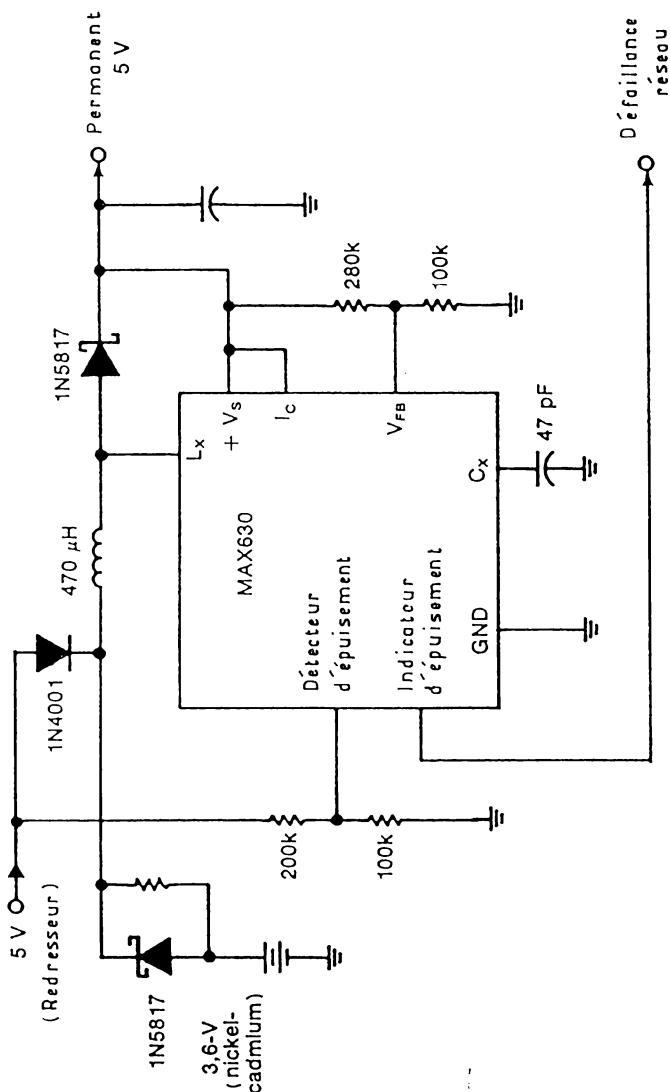 5 V
(Redresseur)
1N4001
470 µH
1N5817
Permanent
5 V
1N5817
3,6-V
(nickel-
cadmium)
200k
100k
Détecteur
d'épuisement
Indicateur
d'épuisement
MAX630
Lx
+ VS
IC
VFB
CX
GND
47 pF
280k
100k
Défaillance
réseau